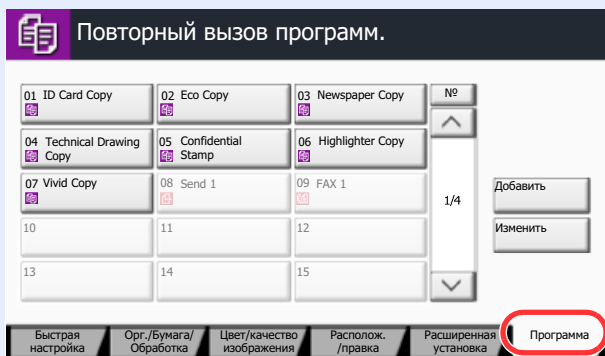 Повторный вызов программ.
01 ID Card Copy
02 Eco Copy
03 Newspaper Copy
№
04 Technical Drawing
Copy
05 Confidential
Stamp
06 Highlighter Copy
07 Vivid Copy
08 Send 1
09 FAX 1
1/4
Добавить
10
11
12
Изменить
13
14
15
Быстрая
настройка
Орг./Бумага/
Обработка
Цвет/качество
изображения
Располож.
/правка
Расширенная
установка
Программа